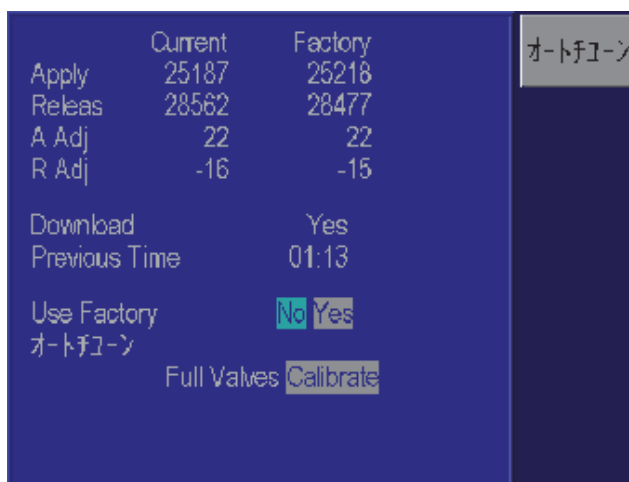 Current Factory
Apply 25187 25218
Releas 28562 28477
A Adj 22 22
R Adj -16 -15
Download Yes
Previous Time 01:13
Use Factory No Yes
ｵｰﾄﾁｭｰﾝ
Full Valves Calibrate
ｵｰﾄﾁｭｰﾝ